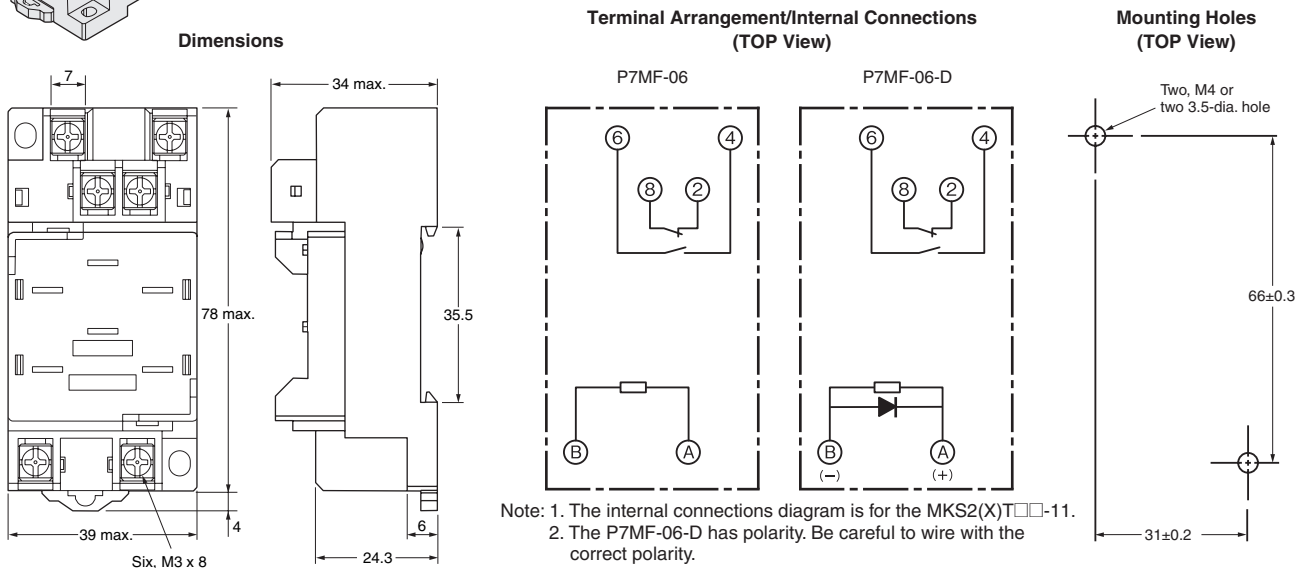 Dimensions
7
34 max.
78 max.
35.5
39 max.
4
Six, M3 x 8
6
24.3
Terminal Arrangement/Internal Connections
(TOP View)
P7MF-06
6
4
8
2
B
A
P7MF-06-D
6
4
8
2
B
A
(−)
(+)
Note: 1. The internal connections diagram is for the MKS2(X)T□□-11.
2. The P7MF-06-D has polarity. Be careful to wire with the
correct polarity.
Mounting Holes
(TOP View)
Two, M4 or
two 3.5-dia. hole
66±0.3
31±0.2